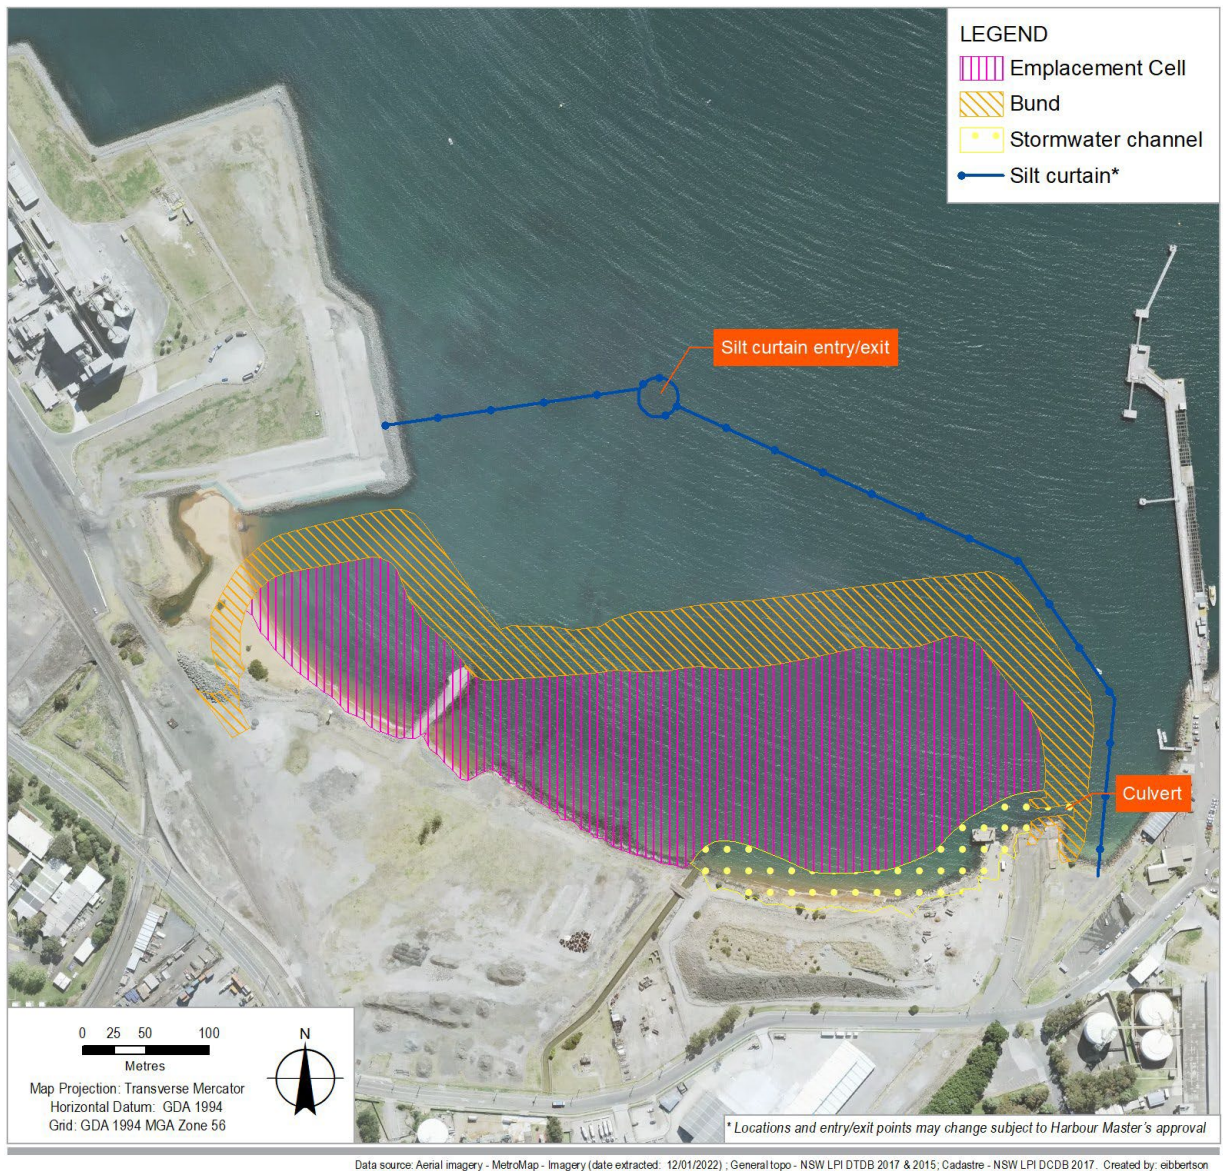 LEGEND
Emplacement Cell
Bund
Stormwater channel
Silt curtain*
Silt curtain entry/exit
Culvert
0 25 50 100
Metres
Map Projection: Transverse Mercator
Horizontal Datum: GDA 1994
Grid: GDA 1994 MGA Zone 56
N
* Locations and entry/exit points may change subject to Harbour Master's approval
Data source: Aerial imagery - MetroMap - Imagery (date extracted: 12/01/2022) ; General topo - NSW LPI DTDB 2017 & 2015; Cadastre - NSW LPI DCDB 2017. Created by: eibbertson